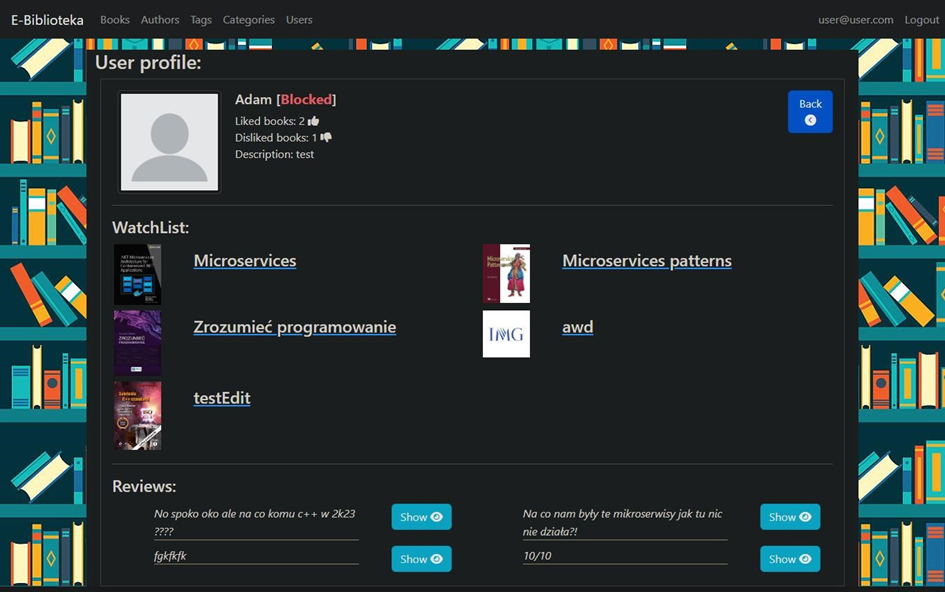 E-Biblioteka Books Authors Tags Categories Users user@user.com Logout
User profile:
Adam [Blocked]
Back
Liked books: 2
Disliked books: 1
Description: test
WatchList:
Microservices
Microservices patterns
Zrozumieć programowanie
IMG
awd
testEdit
Reviews:
No spoko oko ale na co komu c++ w 2k23
????
Show
Na co nam były te mikroserwisy jak tu nic
nie działa?!
Show
fgkfkfk
Show
10/10
Show